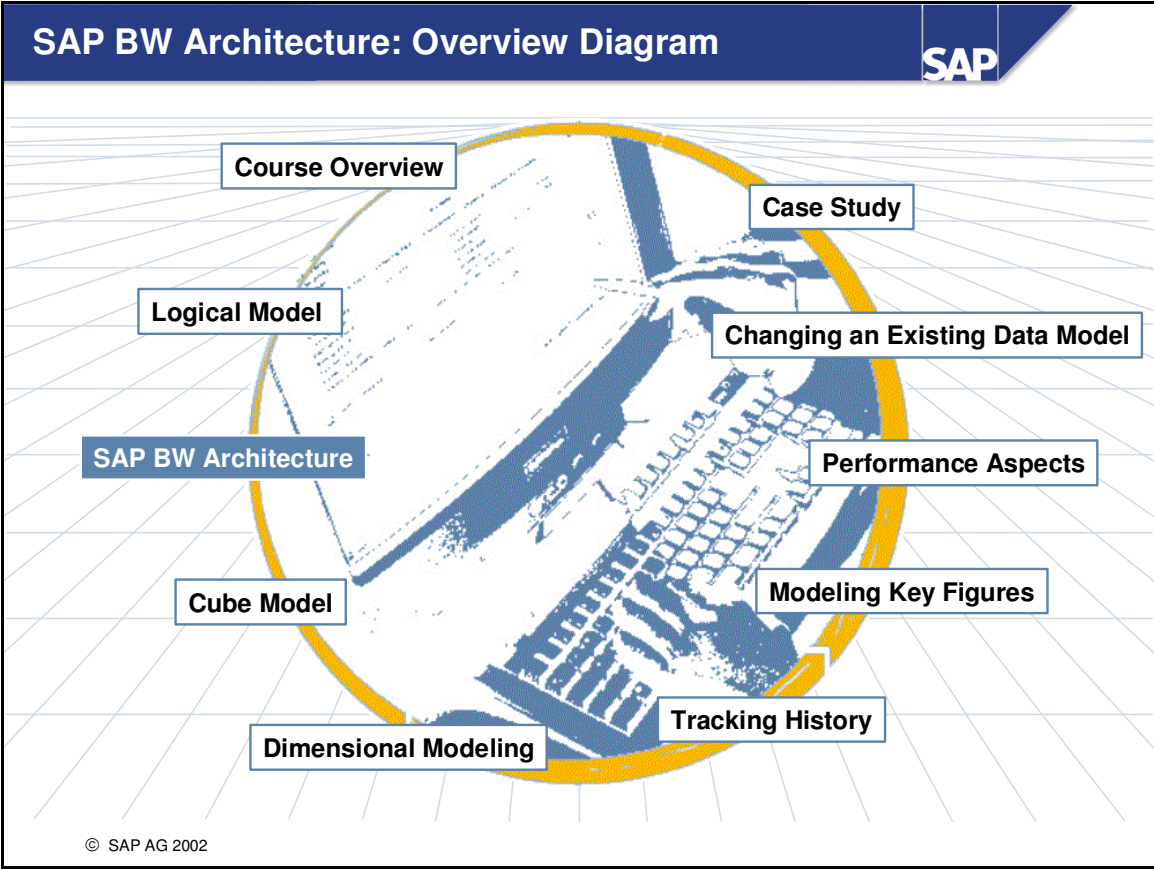 SAP BW Architecture: Overview Diagram
SAP
Course Overview
Case Study
Logical Model
Changing an Existing Data Model
SAP BW Architecture
Performance Aspects
Cube Model
Modeling Key Figures
Tracking History
Dimensional Modeling
© SAP AG 2002